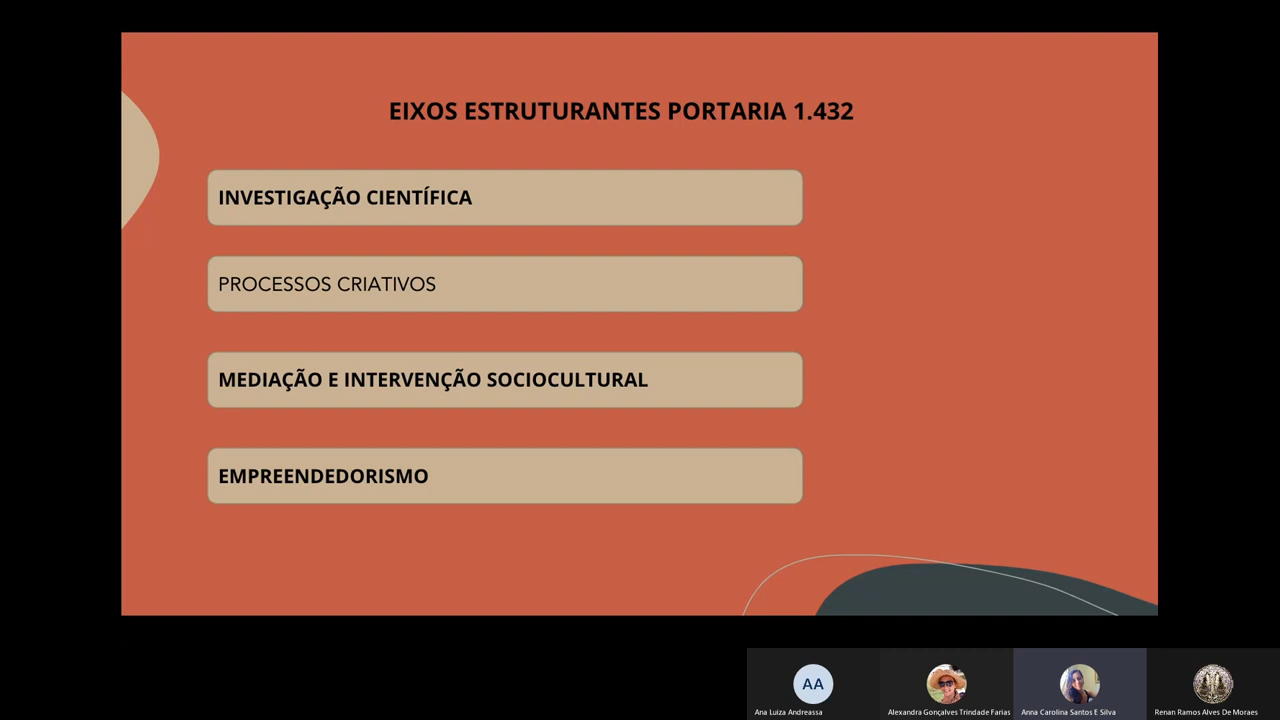 EIXOS ESTRUTURANTES PORTARIA 1.432
INVESTIGAÇÃO CIENTÍFICA
PROCESSOS CRIATIVOS
MEDIAÇÃO E INTERVENÇÃO SOCIOCULTURAL
EMPREENDEDORISMO
AA
Ana Luiza Andreassa
Alexandra Gonçalves Trindade Farias
Anna Carolina Santos E Silva
Renan Ramos Alves De Moraes